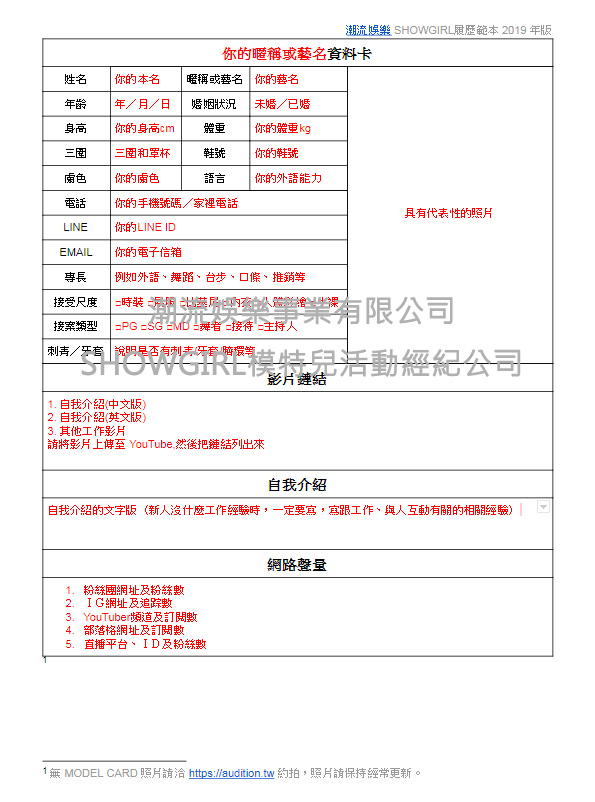 潮流娛樂 SHOWGIRL履歷範本 2019 年版
你的暱稱或藝名資料卡
姓名 你的本名 暱稱或藝名 你的藝名
年齡 年／月／日 婚姻狀況 未婚／已婚
身高 你的身高cm 體重 你的體重kg
三圍 三圍和罩杯 鞋號 你的鞋號
膚色 你的膚色 語言 你的外語能力
電話 你的手機號碼／家裡電話
具有代表性的照片
LINE 你的LINE ID
EMAIL 你的電子信箱
專長 例如外語、舞蹈、台步、口條、推銷等
接受尺度 □時裝
潮流娛樂事業有限公司
接案類型 □PG □SG □MD □舞者 □接待 □主持人
刺青／牙套 說明是否有刺青/牙套/臍環等
SHOWGIRL模特兒活動經紀公司
影片鏈結
1. 自我介紹(中文版)
2. 自我介紹(英文版)
3. 其他工作影片
請將影片上傳至 YouTube,然後把鏈結列出來
自我介紹
自我介紹的文字版（新人沒什麼工作經驗時，一定要寫，寫跟工作、與人互動有關的相關經驗）
網路聲量
1. 粉絲團網址及粉絲數
2. ＩＧ網址及追踪數
3. YouTuber頻道及訂閱數
4. 部落格網址及訂閱數
5. 直播平台、ＩＤ及粉絲數
1
1 無 MODEL CARD 照片請洽 https://audition.tw 約拍，照片請保持經常更新。